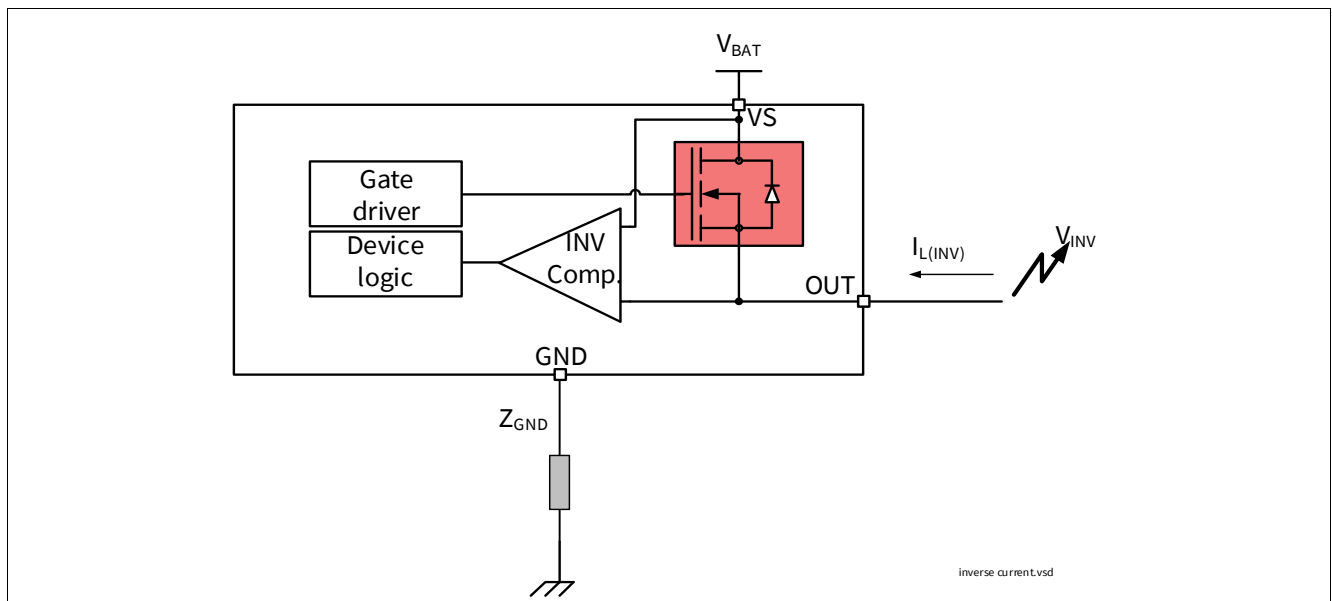 VBAT
VS
Gate
driver
Device
logic
INV
Comp.
IL(INV)
VINV
OUT
GND
ZGND
inverse current.vsd